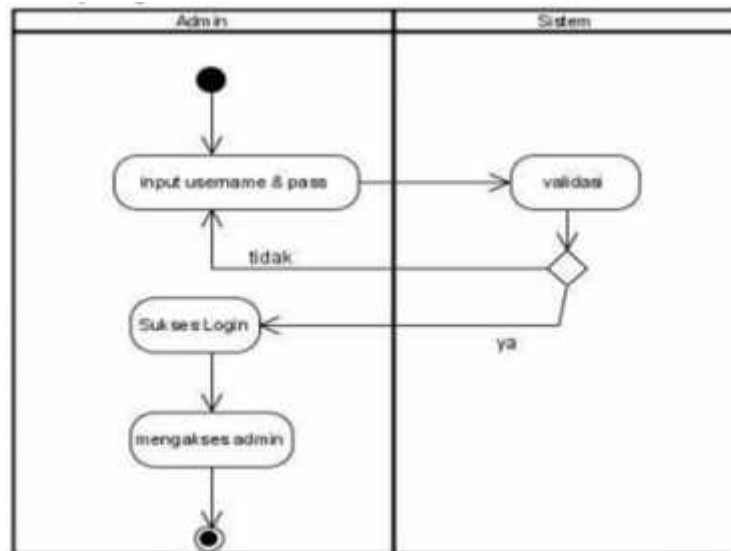 Admin
Sistem
input username & pass
validasi
tidak
Sukses Login
ya
mengakses admin